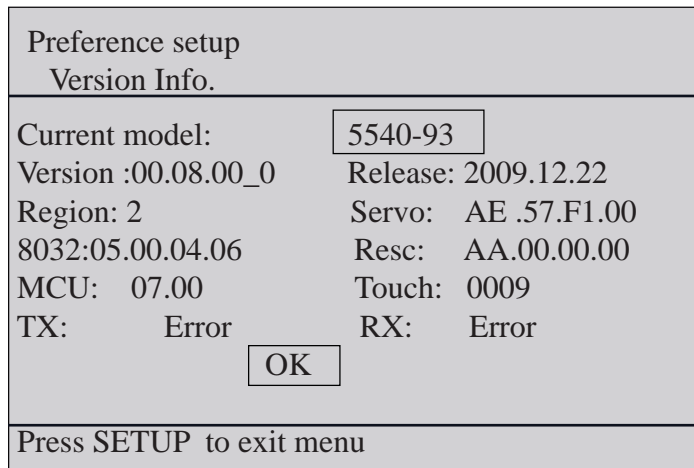 Preference setup
Version Info.
Current model: 5540-93
Version :00.08.00_0 Release: 2009.12.22
Region: 2 Servo: AE .57.F1.00
8032:05.00.04.06 Resc: AA.00.00.00
MCU: 07.00 Touch: 0009
TX: Error RX: Error
OK
Press SETUP to exit menu